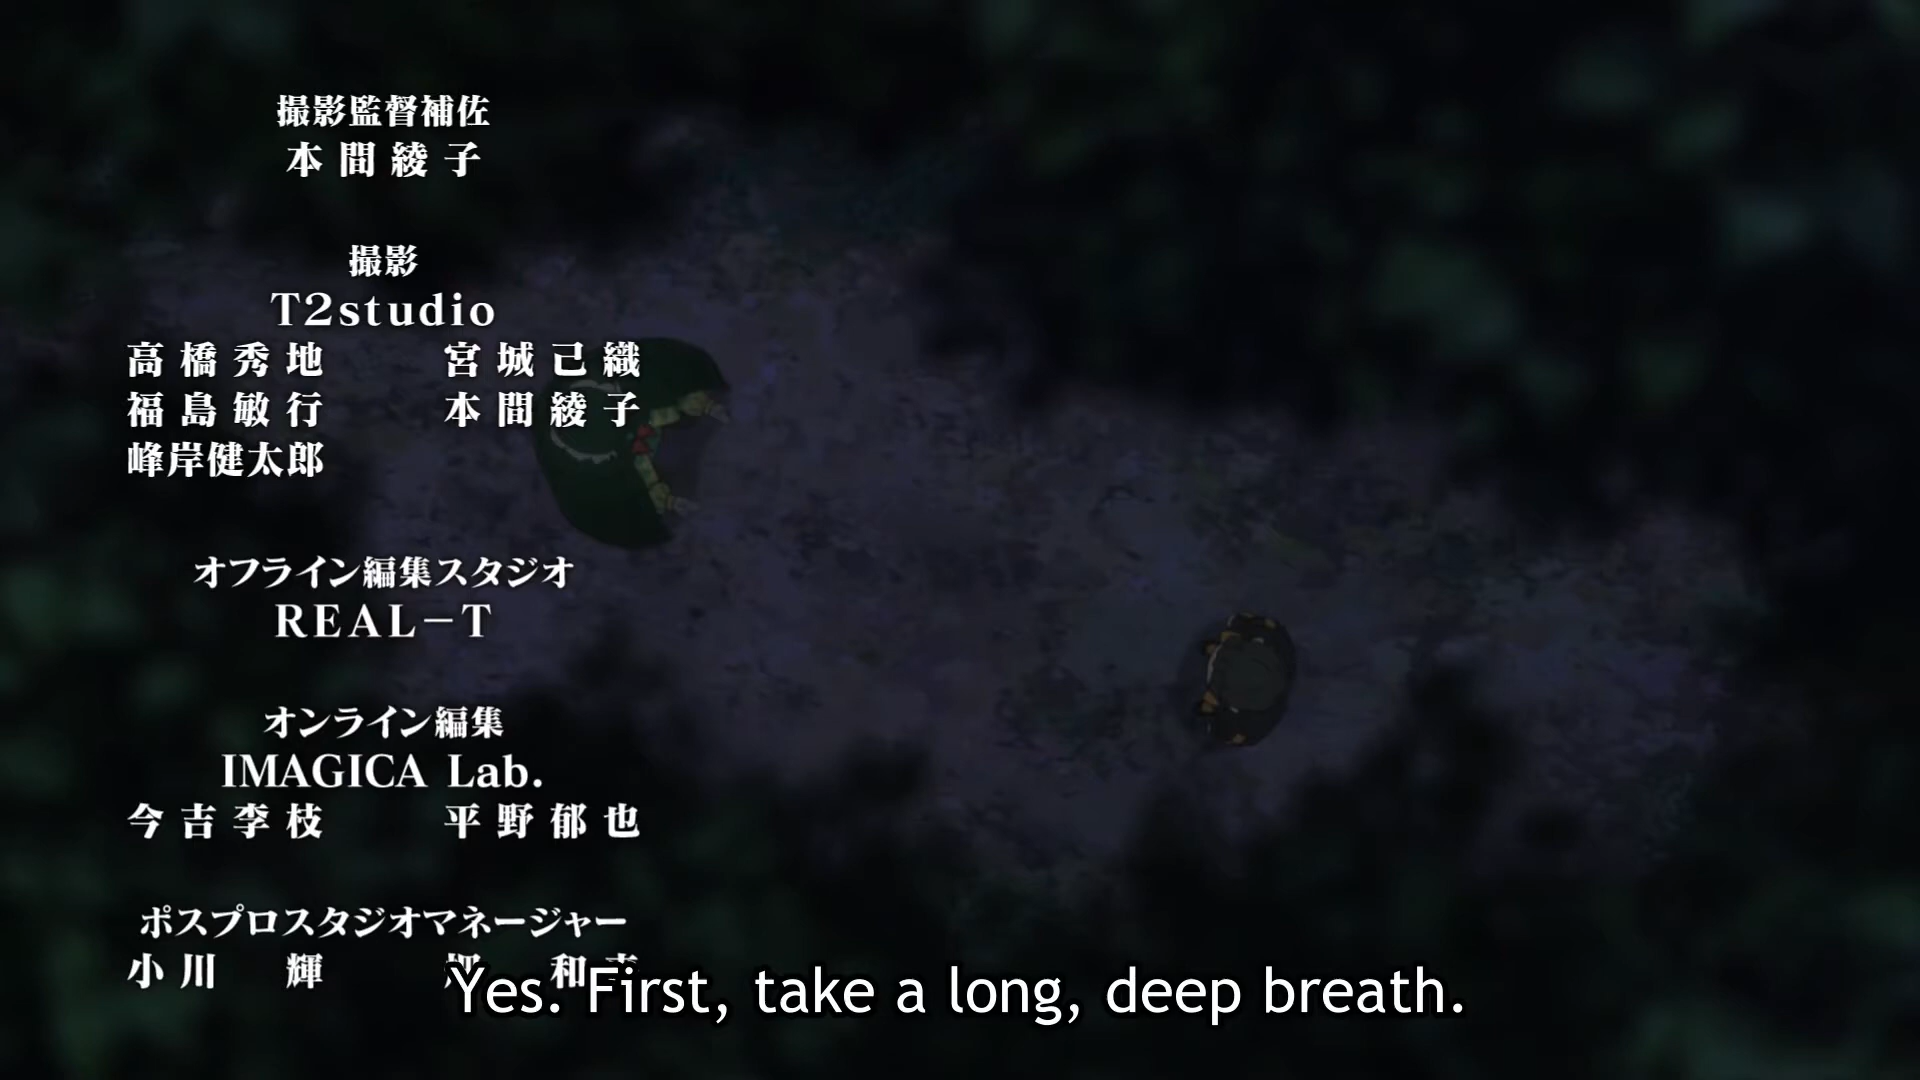 撮影監督補佐
本間綾子
撮影
T2studio
高橋秀地 宮城己織
福島敏行 本間綾子
峰岸健太郎
オフライン編集スタジオ
REAL−T
オンライン編集
IMAGICA Lab.
今吉李枝 平野郁也
ポスプロスタジオマネージャー
小川 輝 和
Yes. First, take a long, deep breath.